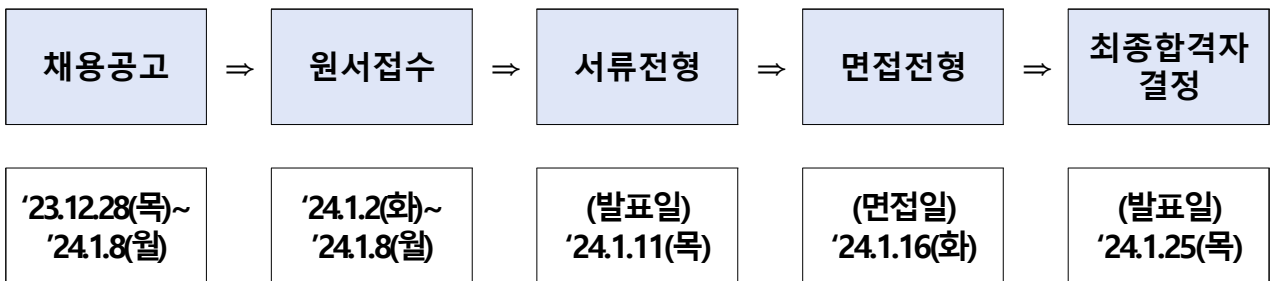 채용공고 ⇒ 원서접수 ⇒ 서류전형 ⇒ 면접전형 ⇒ 최종합격자
결정
‘23.12.28(목)~
’24.1.8(월)
‘24.1.2(화)~
’24.1.8(월)
(발표일)
‘24.1.11(목)
(면접일)
‘24.1.16(화)
(발표일)
‘24.1.25(목)